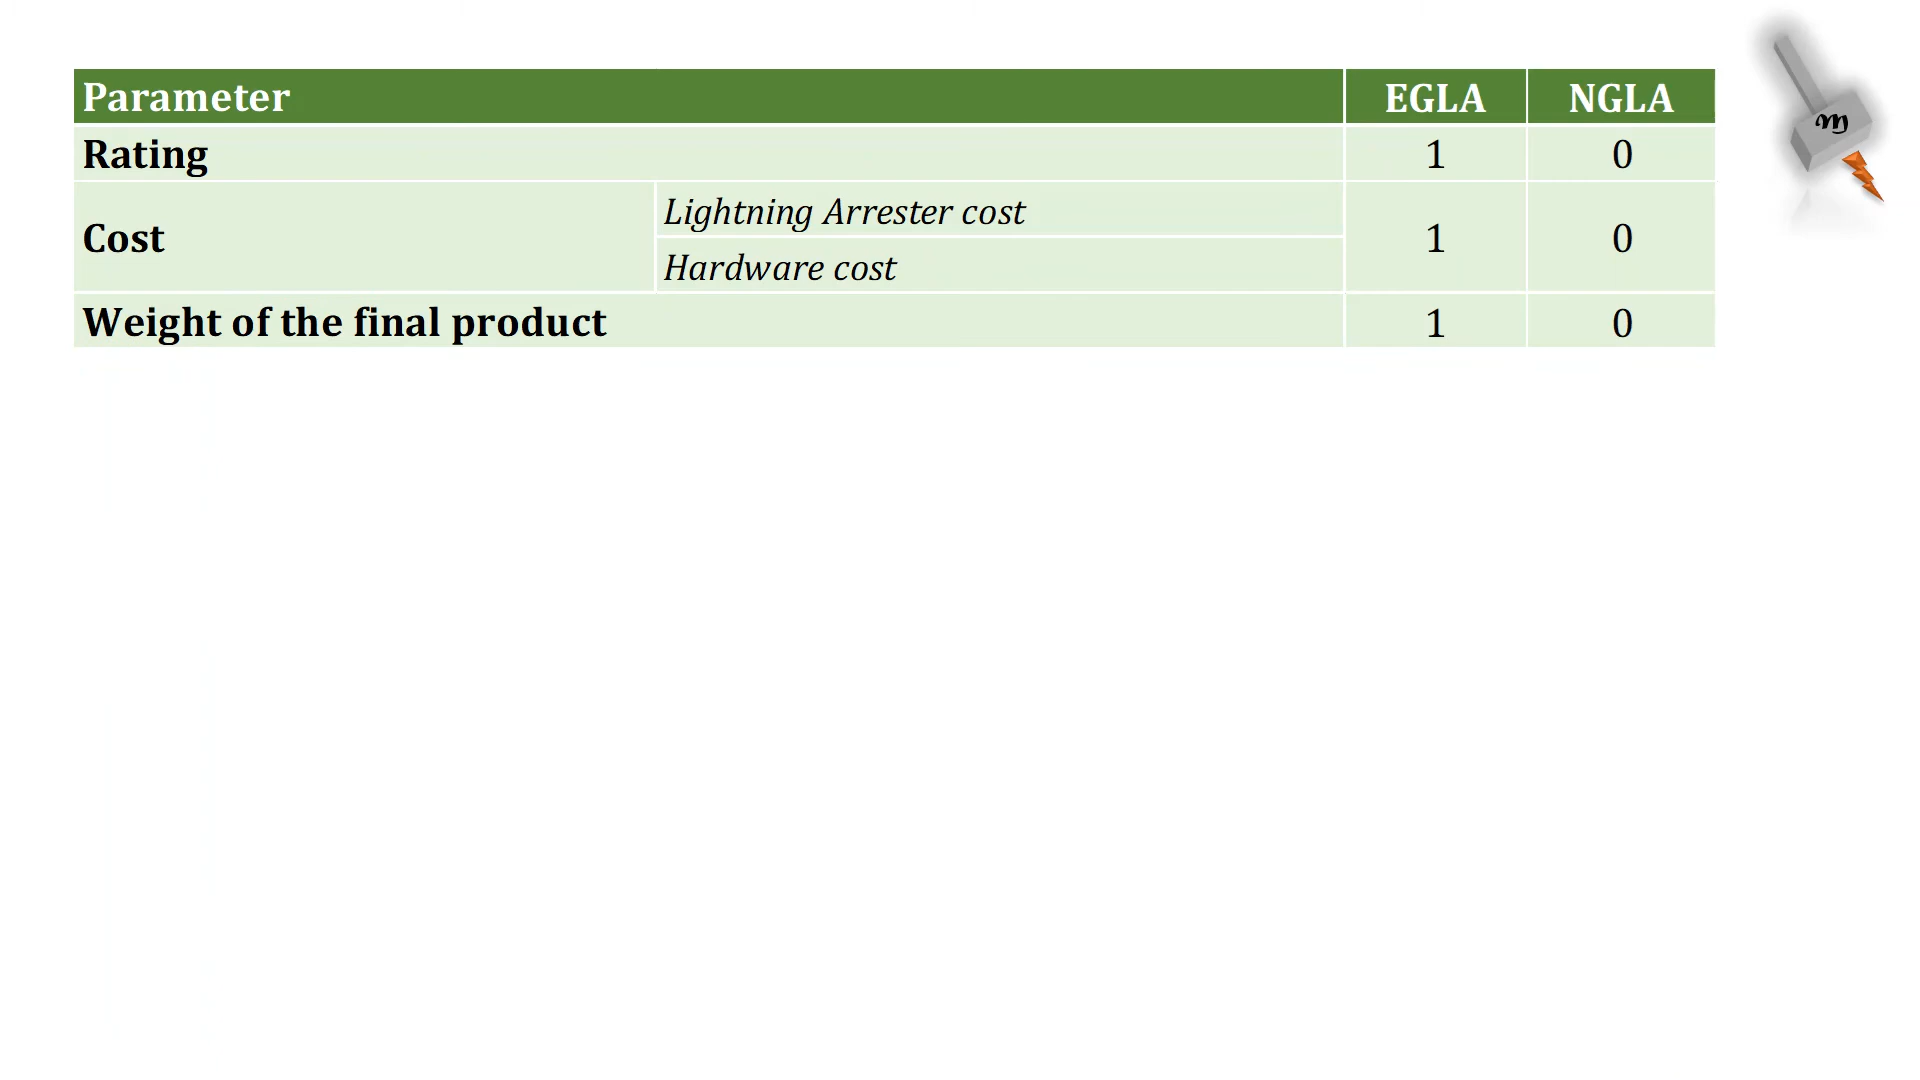 Parameter EGLA NGLA
Rating 1 0
Cost Lightning Arrester cost 1 0
Hardware cost
Weight of the final product 1 0